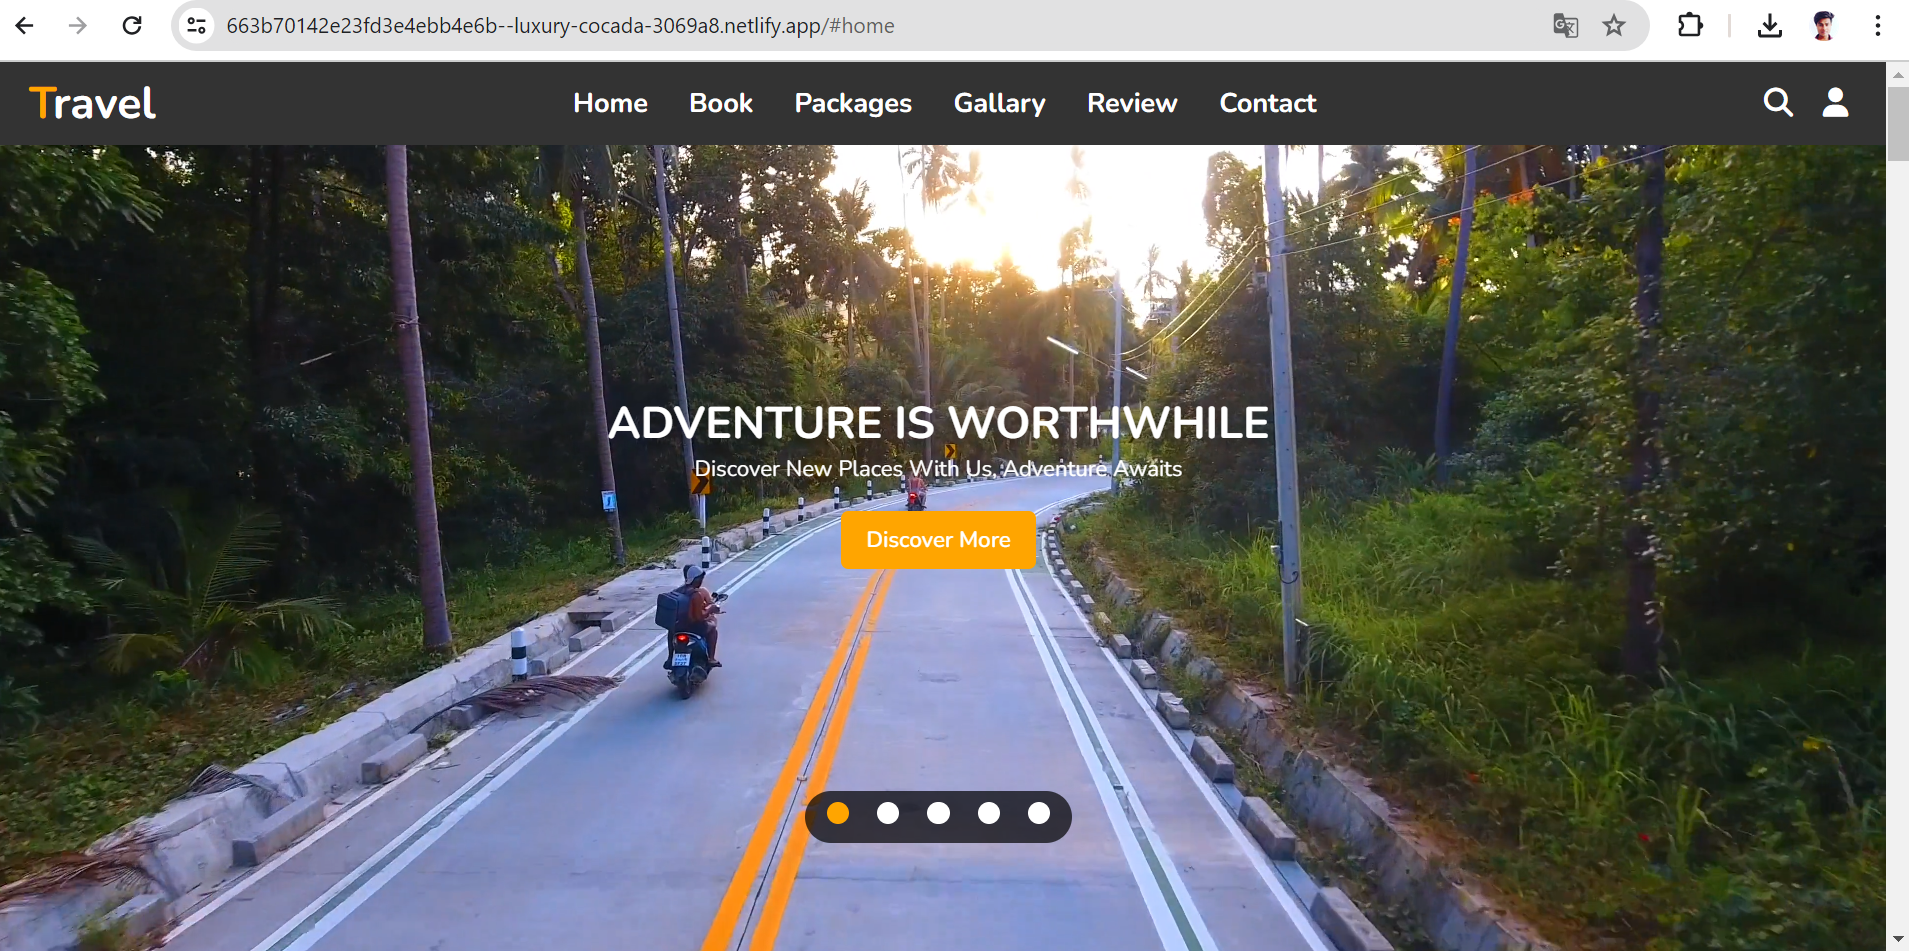 663b70142e23fd3e4ebb4e6b--luxury-cocada-3069a8.netlify.app/#home
Travel
Home Book Packages Gallary Review Contact
ADVENTURE IS WORTHWHILE
Discover New Places With Us, Adventure Awaits
Discover More